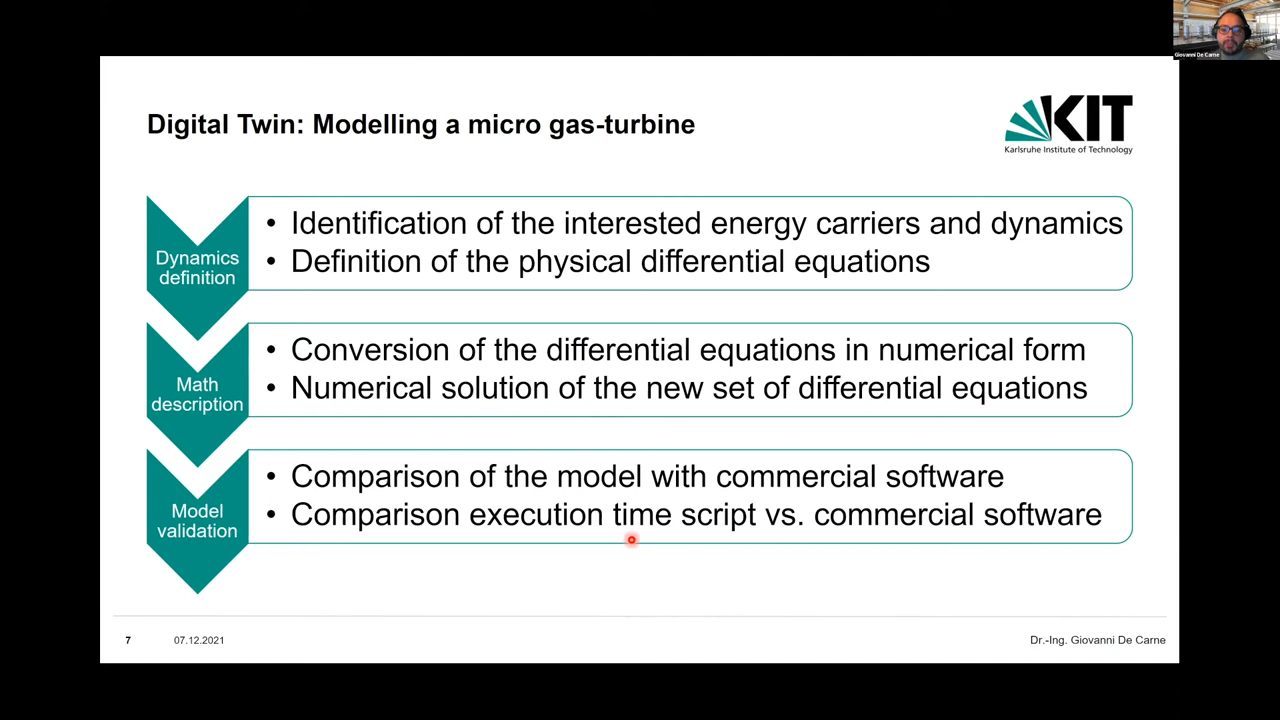 Giovanni De Carne
Digital Twin: Modelling a micro gas-turbine
KIT
Karlsruhe Institute of Technology
Dynamics
definition
• Identification of the interested energy carriers and dynamics
• Definition of the physical differential equations
Math
description
• Conversion of the differential equations in numerical form
• Numerical solution of the new set of differential equations
Model
validation
• Comparison of the model with commercial software
• Comparison execution time script vs. commercial software
7
07.12.2021
Dr.-Ing. Giovanni De Carne